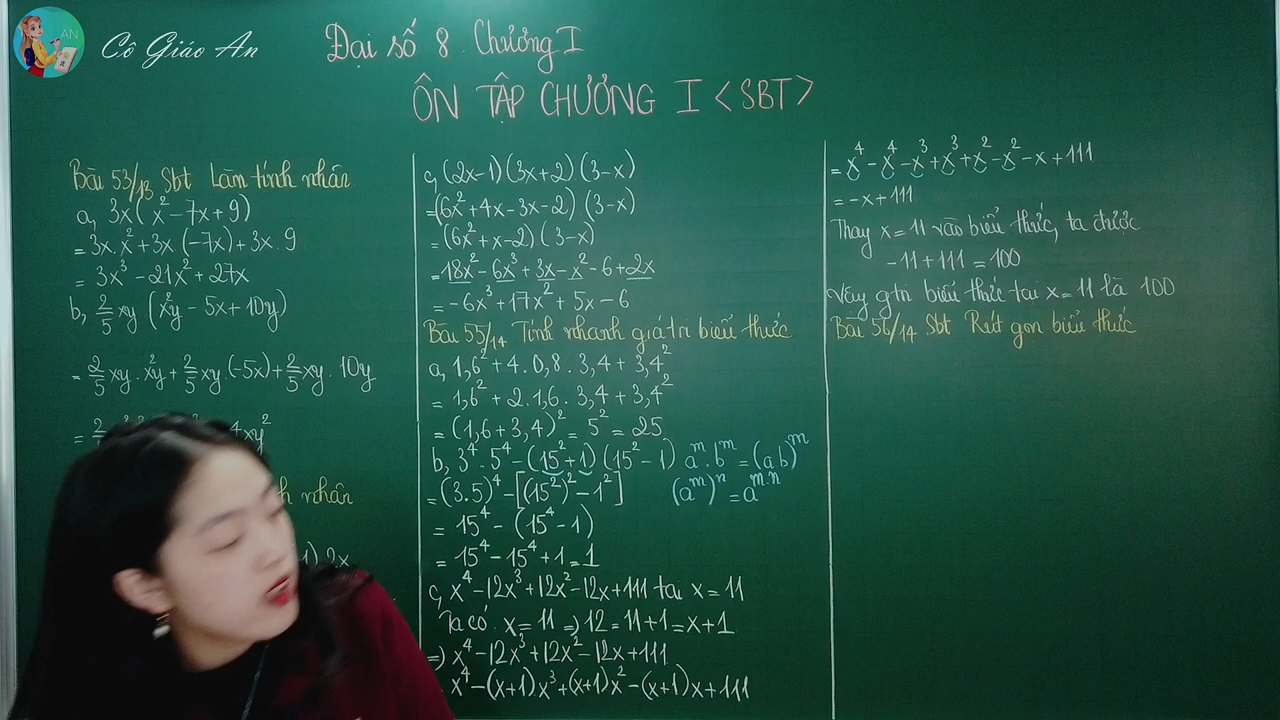 AN
Cô Giáo An
Đại số 8 Chương I
ÔN TẬP CHƯƠNG I <SBT>
Bài 53/13 Sbt Làm tính nhân
a, 3x(x²-7x+9)
= 3x.x²+3x(-7x)+3x.9
= 3x³-21x²+27x
b, 2/5 xy (x²y - 5x + 10y)
= 2/5 xy.x²y + 2/5 xy.(-5x)+ 2/5 xy. 10y
xy²
nhân
2x
c, (2x-1)(3x+2)(3-x)
=(6x²+4x-3x-2)(3-x)
= (6x²+x-2)(3-x)
= 18x²-6x³+3x-x²-6+2x
= -6x³+17x²+5x-6
Bài 55/14 Tính nhanh giá trị biểu thức
a, 1,6²+4.0,8.3,4+3,4²
= 1,6²+2.1,6.3,4+3,4²
= (1,6+3,4)²= 5² = 25
b, 3⁴.5⁴-(15²+1)(15²-1) aᵐ.bᵐ=(a.b)ᵐ
= (3.5)⁴-[(15²)²-1²] (aᵐ)ⁿ=aᵐ·ⁿ
= 15⁴-(15⁴-1)
= 15⁴-15⁴+1=1
c, x⁴-12x³+12x²-12x+111 tại x=11
Ta có x=11 => 12=11+1=x+1
=> x⁴-12x³+12x²-12x+111
x⁴-(x+1)x³+(x+1)x²-(x+1)x+111
= x⁴-x⁴-x³+x³+x²-x²-x+111
= -x+111
Thay x=11 vào biểu thức, ta được
-11+111=100
Vậy gtrị biểu thức tại x=11 là 100
Bài 56/14 Sbt Rút gọn biểu thức